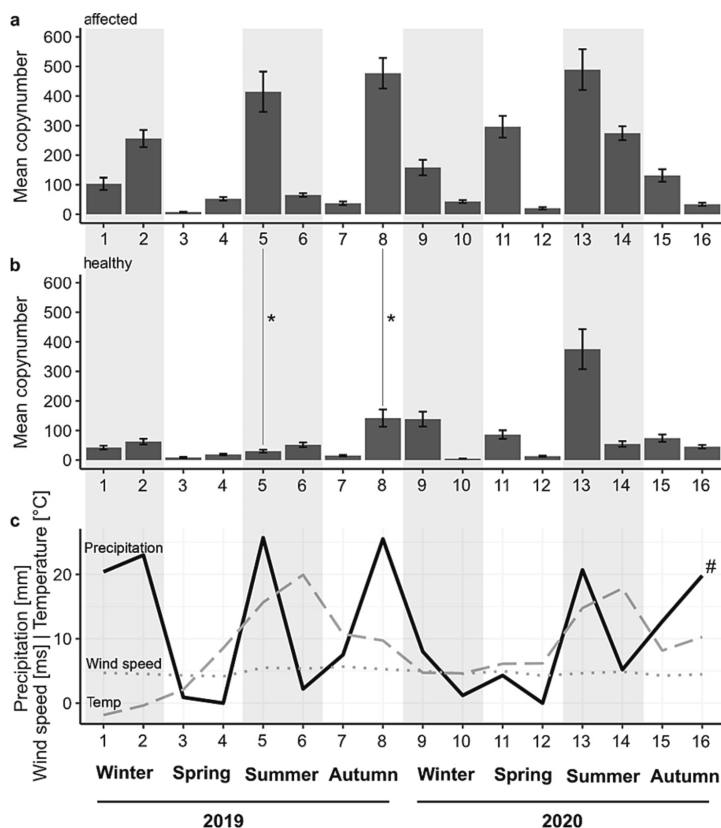 a affected
Mean copynumber
600
500
400
300
200
100
0
1 2 3 4 5 6 7 8 9 10 11 12 13 14 15 16
b healthy
Mean copynumber
600
500
400
300
200
100
0
* *
1 2 3 4 5 6 7 8 9 10 11 12 13 14 15 16
c
Precipitation [mm]
Wind speed [ms] | Temperature [°C]
Precipitation
#
20
10
Wind speed
0
Temp
1 2 3 4 5 6 7 8 9 10 11 12 13 14 15 16
Winter Spring Summer Autumn Winter Spring Summer Autumn
2019 2020